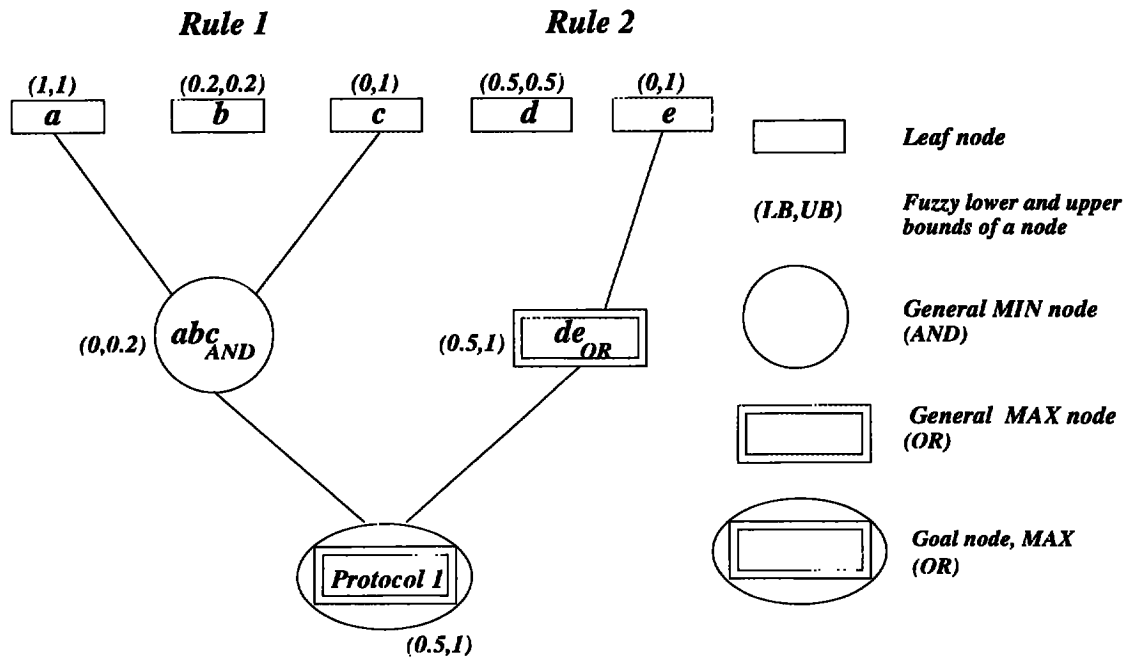 Rule 1
Rule 2
(1,1)
(0.2,0.2)
(0,1)
(0.5,0.5)
(0,1)
a
b
c
d
e
Leaf node
(LB,UB)
Fuzzy lower and upper
bounds of a node
(0,0.2)
abc AND
(0.5,1)
de OR
General MIN node
(AND)
General MAX node
(OR)
Protocol 1
(0.5,1)
Goal node, MAX
(OR)